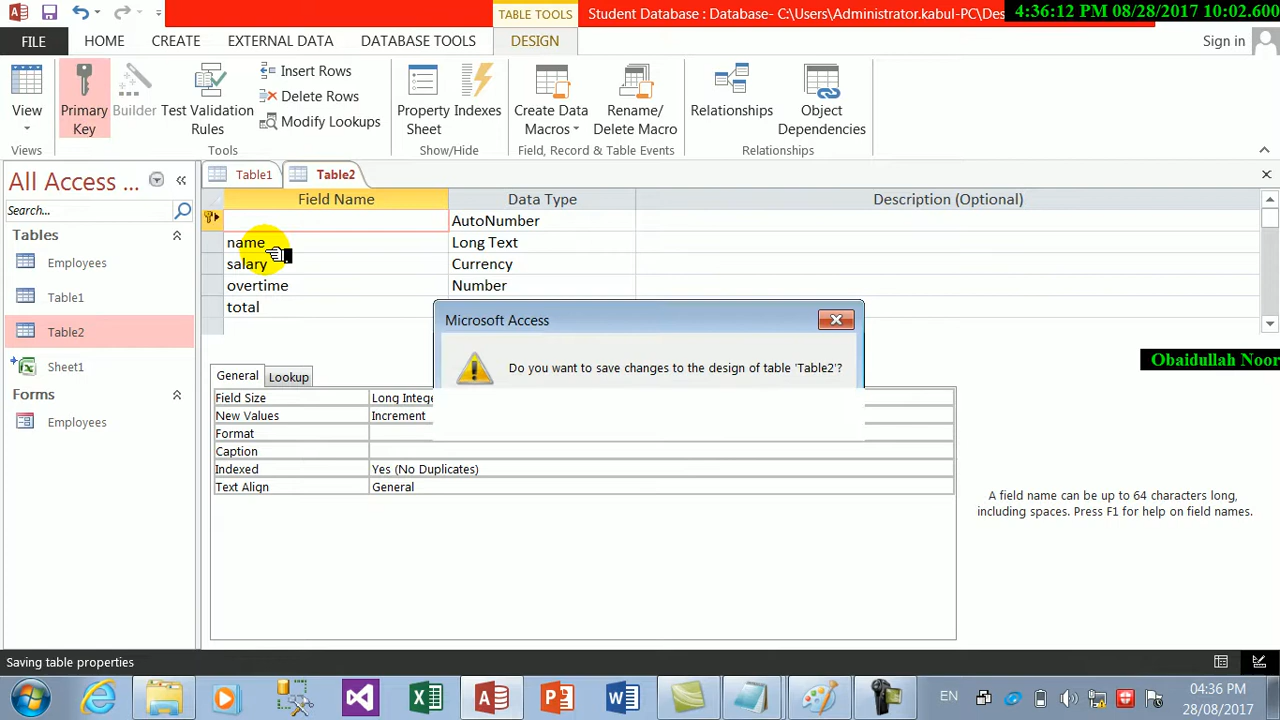 TABLE TOOLS
Student Database : Database- C:\Users\Administrator.kabul-PC\Des
4:36:12 PM 08/28/2017 10:02.600
FILE HOME CREATE EXTERNAL DATA DATABASE TOOLS DESIGN
Sign in
View
Views
Primary Key
Builder
Test Validation Rules
Insert Rows
Delete Rows
Modify Lookups
Tools
Property Sheet
Indexes
Show/Hide
Create Data Macros
Rename/ Delete Macro
Field, Record & Table Events
Relationships
Object Dependencies
Relationships
All Access ...
Search...
Tables
Employees
Table1
Table2
Sheet1
Forms
Employees
Table1 Table2
Field Name Data Type Description (Optional)
AutoNumber
name Long Text
salary Currency
overtime Number
total
Microsoft Access
Do you want to save changes to the design of table 'Table2'?
Obaidullah Noor
General Lookup
Field Size Long Intege
New Values Increment
Format
Caption
Indexed Yes (No Duplicates)
Text Align General
A field name can be up to 64 characters long,
including spaces. Press F1 for help on field names.
Saving table properties
EN
04:36 PM
28/08/2017